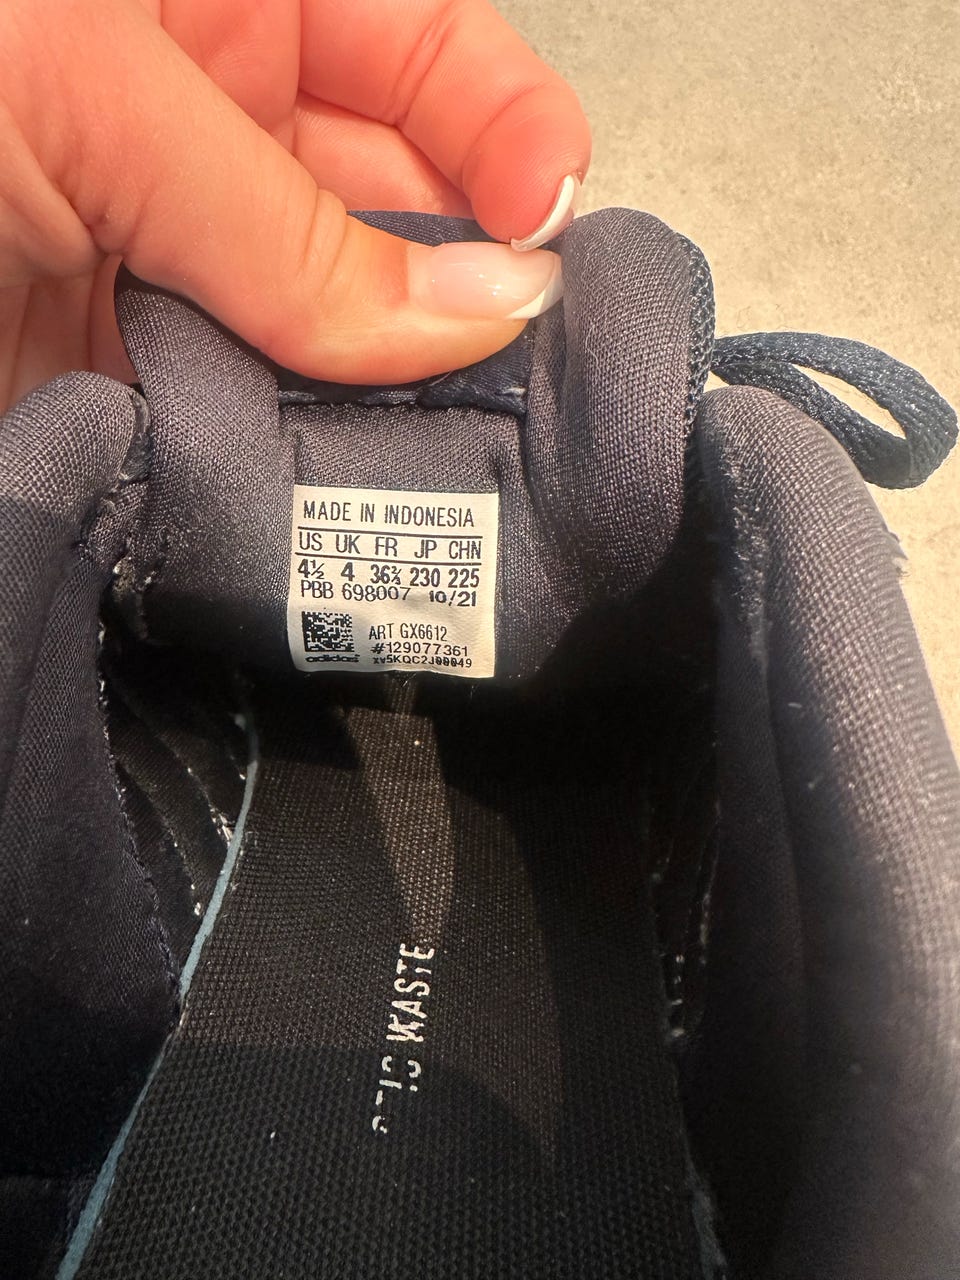 MADE IN INDONESIA
US UK FR JP CHN
4½ 4 36⅔ 230 225
PBB 698007 10/21
ART GX6612
#129077361
adidas
WASTE